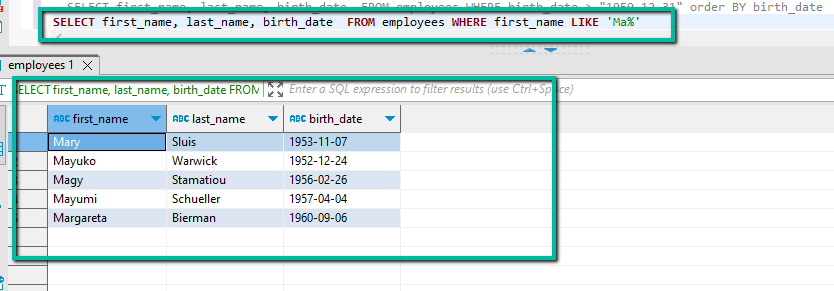 SELECT first_name, last_name, birth_date FROM employees WHERE birth_date > "1959-12-31" order BY birth_date
SELECT first_name, last_name, birth_date FROM employees WHERE first_name LIKE 'Ma%'
employees 1
SELECT first_name, last_name, birth_date FROM
Enter a SQL expression to filter results (use Ctrl+Space)
ABC first_name ABC last_name ABC birth_date
Mary Sluis 1953-11-07
Mayuko Warwick 1952-12-24
Magy Stamatiou 1956-02-26
Mayumi Schueller 1957-04-04
Margareta Bierman 1960-09-06